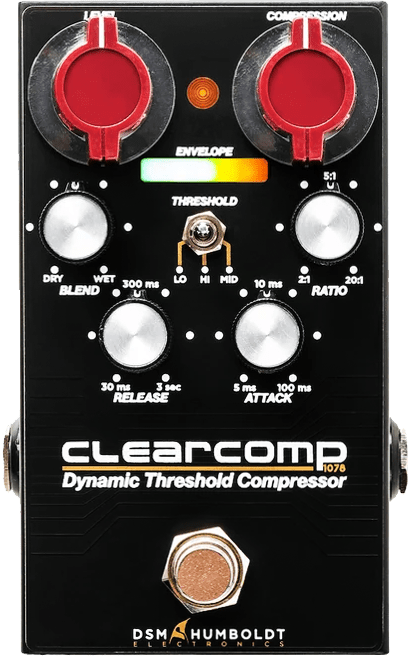 LEVEL COMPRESSION
ENVELOPE
THRESHOLD
5:1
LO HI MID
DRY WET 2:1 20:1
BLEND 300 ms 10 ms RATIO
30 ms 3 sec 5 ms 100 ms
RELEASE ATTACK
clearcomp
1078
Dynamic Threshold Compressor
DSM HUMBOLDT
ELECTRONICS